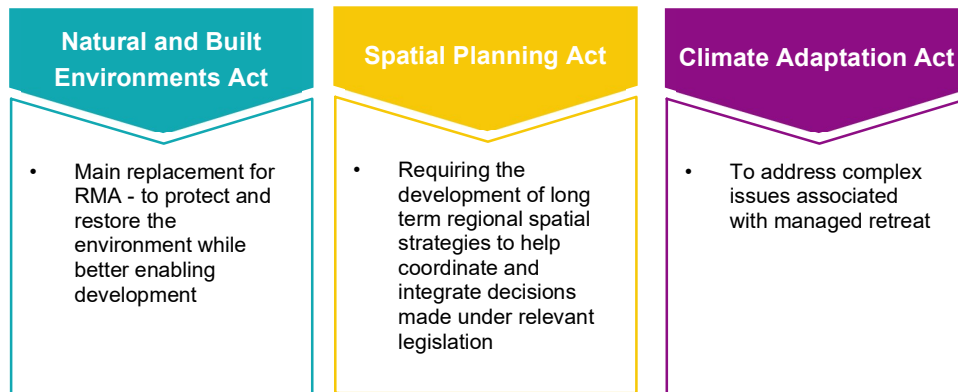 Natural and Built
Environments Act
• Main replacement for
RMA - to protect and
restore the
environment while
better enabling
development
Spatial Planning Act
• Requiring the
development of long
term regional spatial
strategies to help
coordinate and
integrate decisions
made under relevant
legislation
Climate Adaptation Act
• To address complex
issues associated
with managed retreat